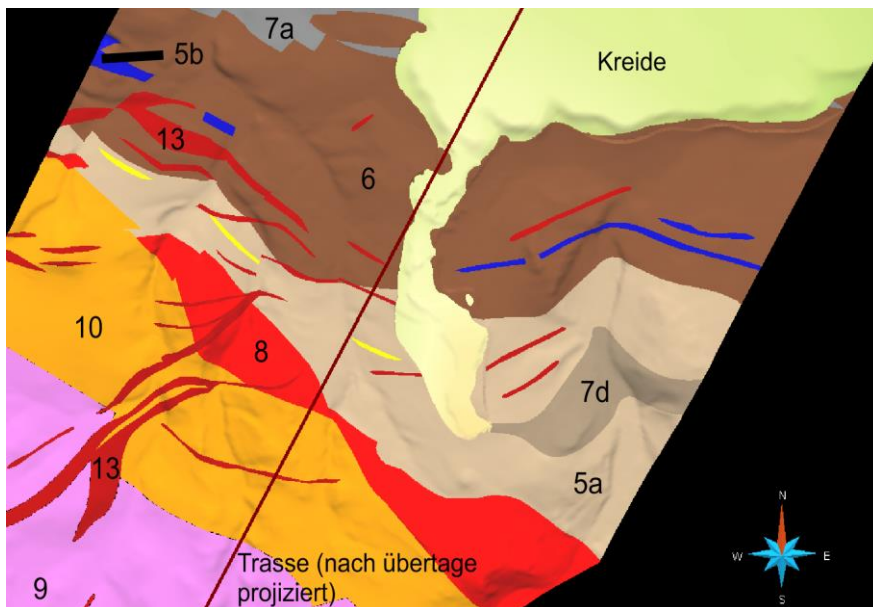 7a
5b
Kreide
13
6
10
8
7d
13
5a
Trasse (nach übertage
projiziert)
9
N
W E
S